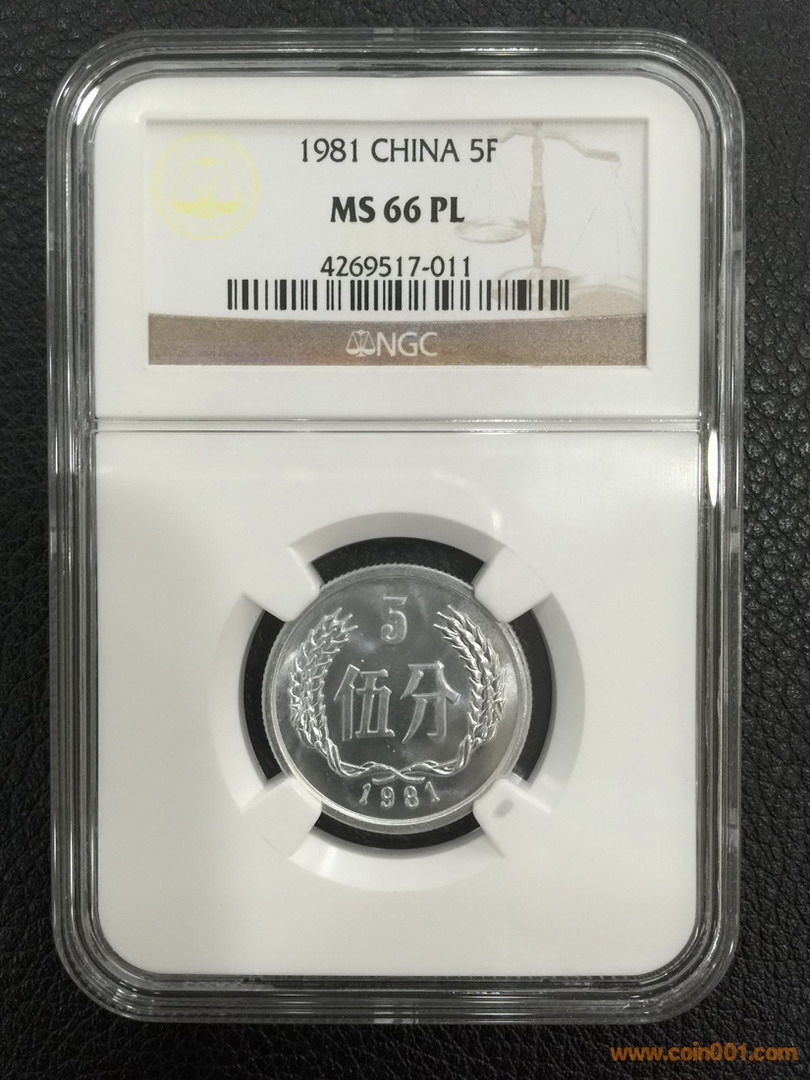 1981 CHINA 5F
MS 66 PL
4269517-011
NGC
5
伍分
1981
www.coin001.com